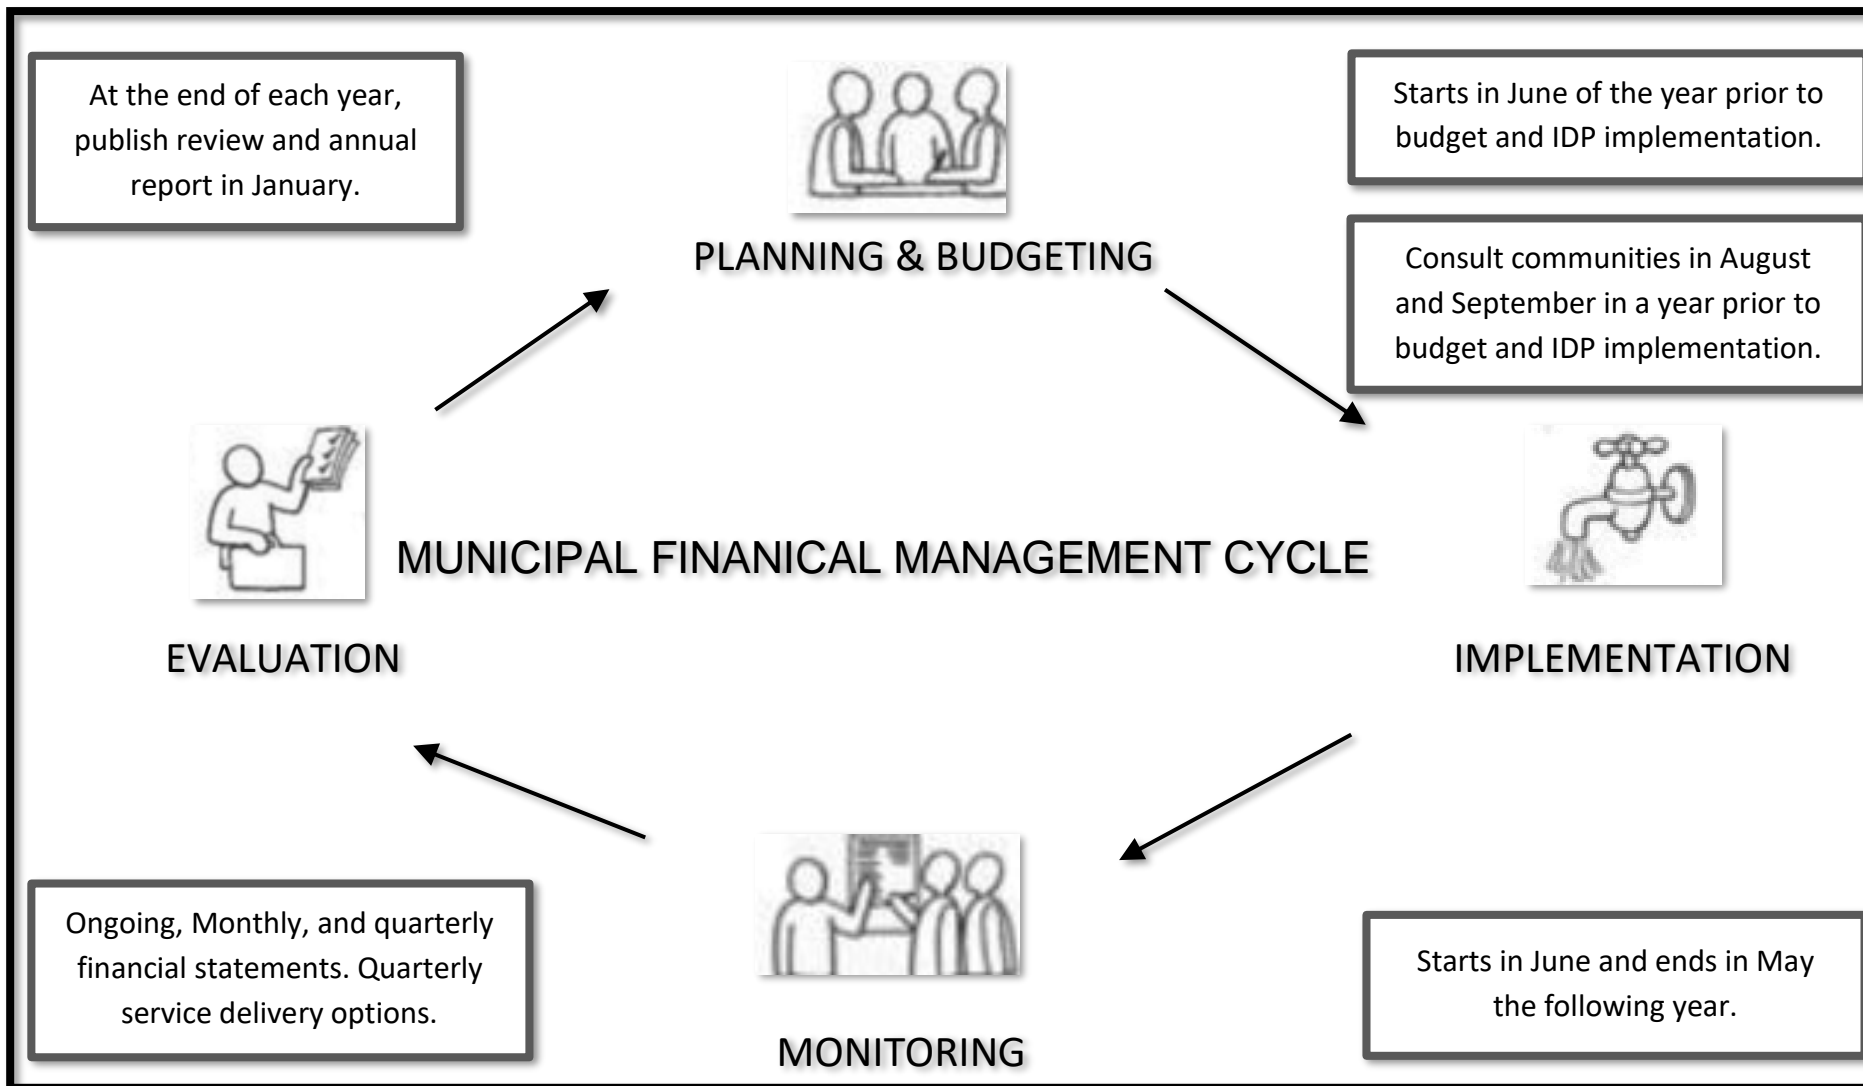 At the end of each year,
publish review and annual
report in January.
PLANNING & BUDGETING
Starts in June of the year prior to
budget and IDP implementation.
Consult communities in August
and September in a year prior to
budget and IDP implementation.
MUNICIPAL FINANICAL MANAGEMENT CYCLE
EVALUATION
IMPLEMENTATION
Ongoing, Monthly, and quarterly
financial statements. Quarterly
service delivery options.
MONITORING
Starts in June and ends in May
the following year.